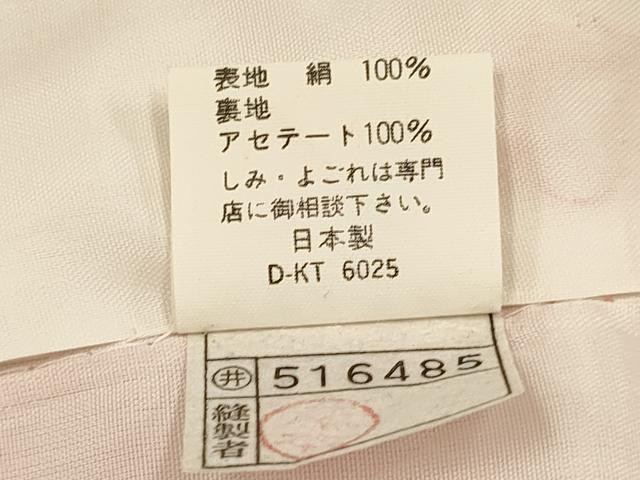 表地 絹 100%
裏地
アセテート100%
しみ・よごれは専門
店に御相談下さい。
日本製
D-KT 6025
井 516485
縫製者